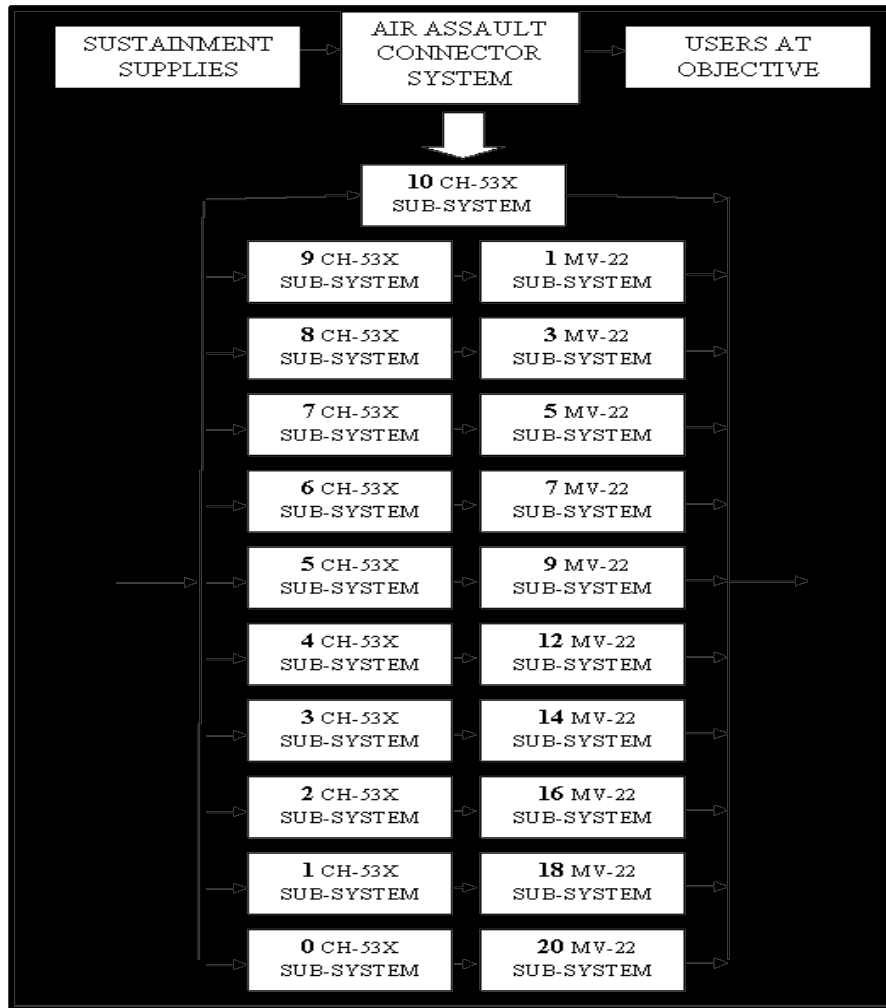 SUSTAINMENT
SUPPLIES
AIR ASSAULT
CONNECTOR
SYSTEM
USERS AT
OBJECTIVE
10 CH-53X
SUB-SYSTEM
9 CH-53X
SUB-SYSTEM
1 MV-22
SUB-SYSTEM
8 CH-53X
SUB-SYSTEM
3 MV-22
SUB-SYSTEM
7 CH-53X
SUB-SYSTEM
5 MV-22
SUB-SYSTEM
6 CH-53X
SUB-SYSTEM
7 MV-22
SUB-SYSTEM
5 CH-53X
SUB-SYSTEM
9 MV-22
SUB-SYSTEM
4 CH-53X
SUB-SYSTEM
12 MV-22
SUB-SYSTEM
3 CH-53X
SUB-SYSTEM
14 MV-22
SUB-SYSTEM
2 CH-53X
SUB-SYSTEM
16 MV-22
SUB-SYSTEM
1 CH-53X
SUB-SYSTEM
18 MV-22
SUB-SYSTEM
0 CH-53X
SUB-SYSTEM
20 MV-22
SUB-SYSTEM